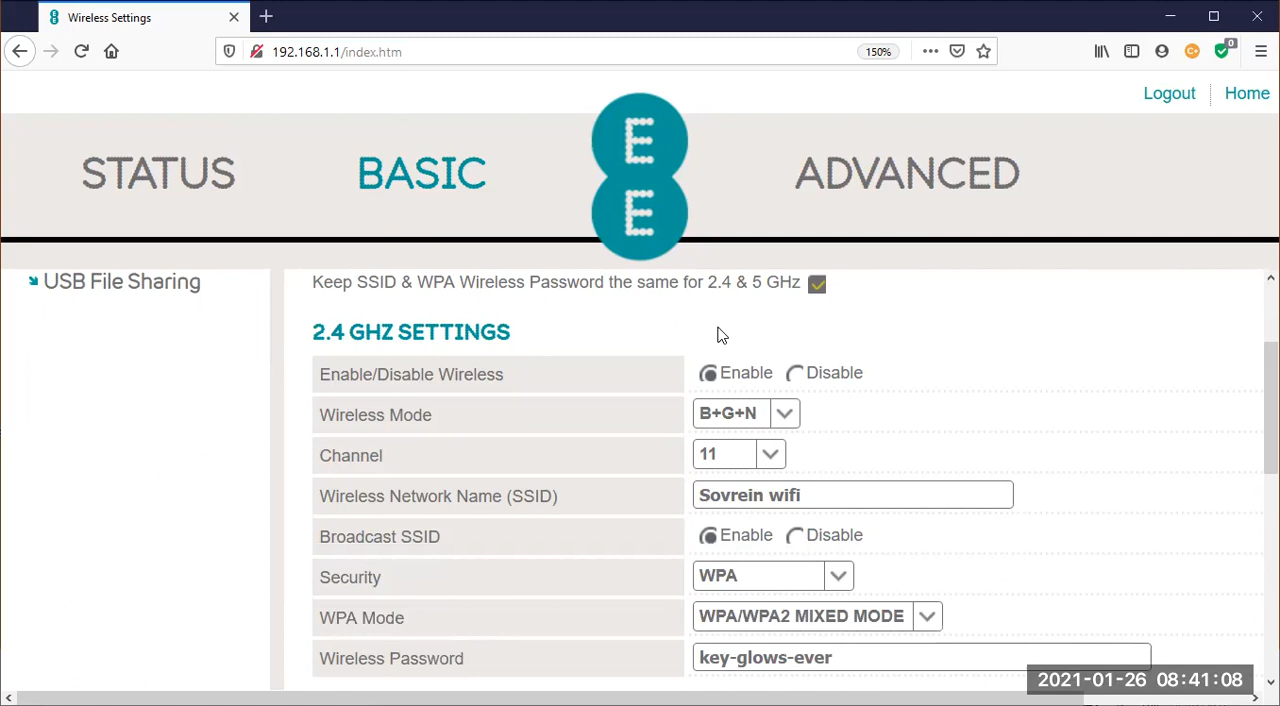 Wireless Settings
192.168.1.1/index.htm
150%
0
Logout
Home
STATUS
BASIC
E
E
ADVANCED
USB File Sharing
Keep SSID & WPA Wireless Password the same for 2.4 & 5 GHz
2.4 GHZ SETTINGS
Enable/Disable Wireless Enable Disable
Wireless Mode B+G+N
Channel 11
Wireless Network Name (SSID) Sovrein wifi
Broadcast SSID Enable Disable
Security WPA
WPA Mode WPA/WPA2 MIXED MODE
Wireless Password key-glows-ever
2021-01-26 08:41:08